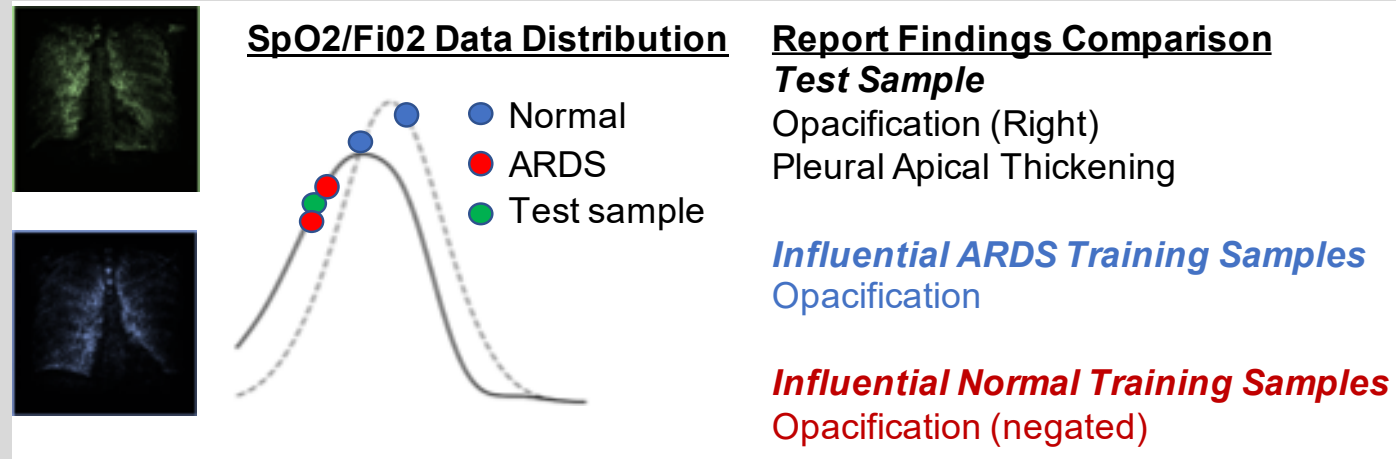 SpO2/Fi02 Data Distribution
Normal
ARDS
Test sample
Report Findings Comparison
Test Sample
Opacification (Right)
Pleural Apical Thickening
Influential ARDS Training Samples
Opacification
Influential Normal Training Samples
Opacification (negated)